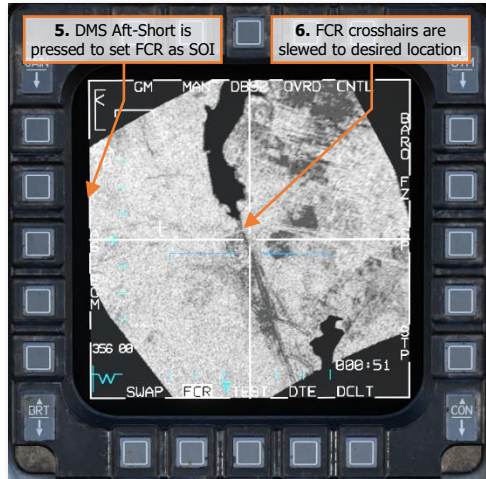 5. DMS Aft-Short is
pressed to set FCR as SOI
6. FCR crosshairs are
slewed to desired location
GM MAN DBS2 OVRD CNTL
BARO
FZ
SP
STP
356 00
000:51
SWAP FCR TEST DTE DCLT
BRT
CON